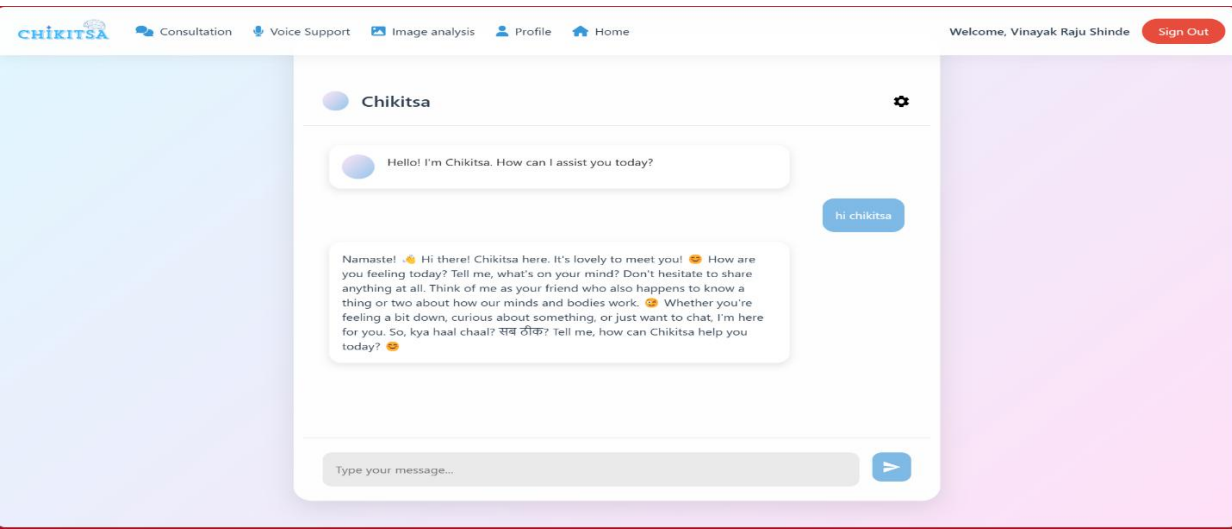 CHİKITSA Consultation Voice Support Image analysis Profile Home Welcome, Vinayak Raju Shinde Sign Out
Chikitsa
Hello! I'm Chikitsa. How can I assist you today?
hi chikitsa
Namaste! 👋 Hi there! Chikitsa here. It's lovely to meet you! 😊 How are
you feeling today? Tell me, what's on your mind? Don't hesitate to share
anything at all. Think of me as your friend who also happens to know a
thing or two about how our minds and bodies work. 😉 Whether you're
feeling a bit down, curious about something, or just want to chat, I'm here
for you. So, kya haal chaal? सब ठीक? Tell me, how can Chikitsa help you
today? 😊
Type your message...